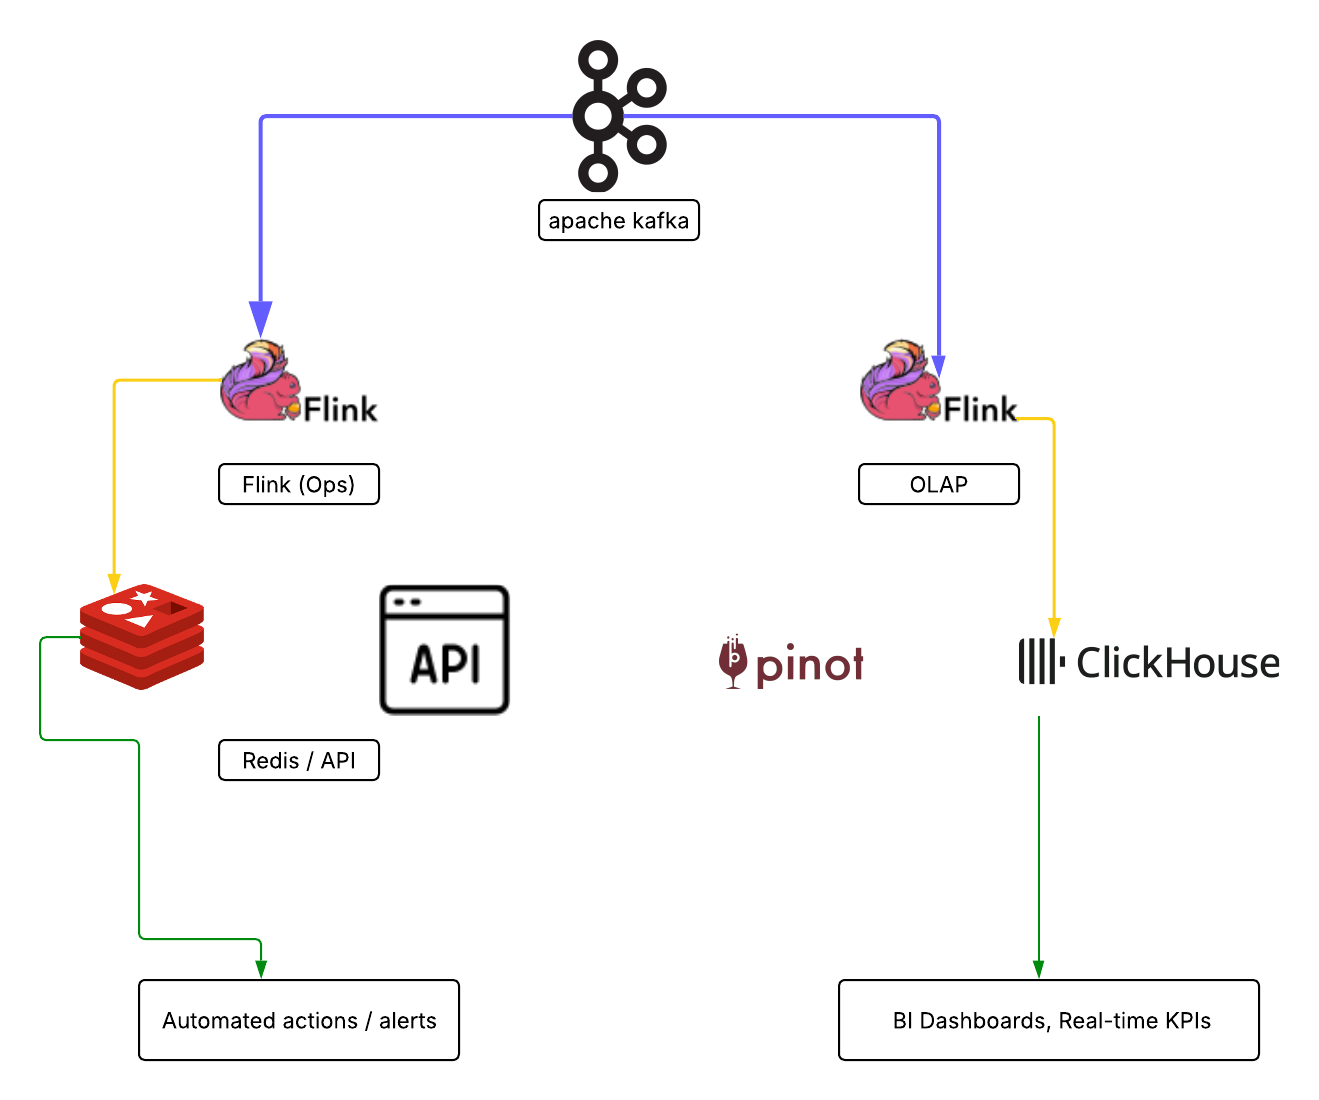 apache kafka
Flink
Flink
Flink (Ops)
OLAP
API
pinot
ClickHouse
Redis / API
Automated actions / alerts
BI Dashboards, Real-time KPIs